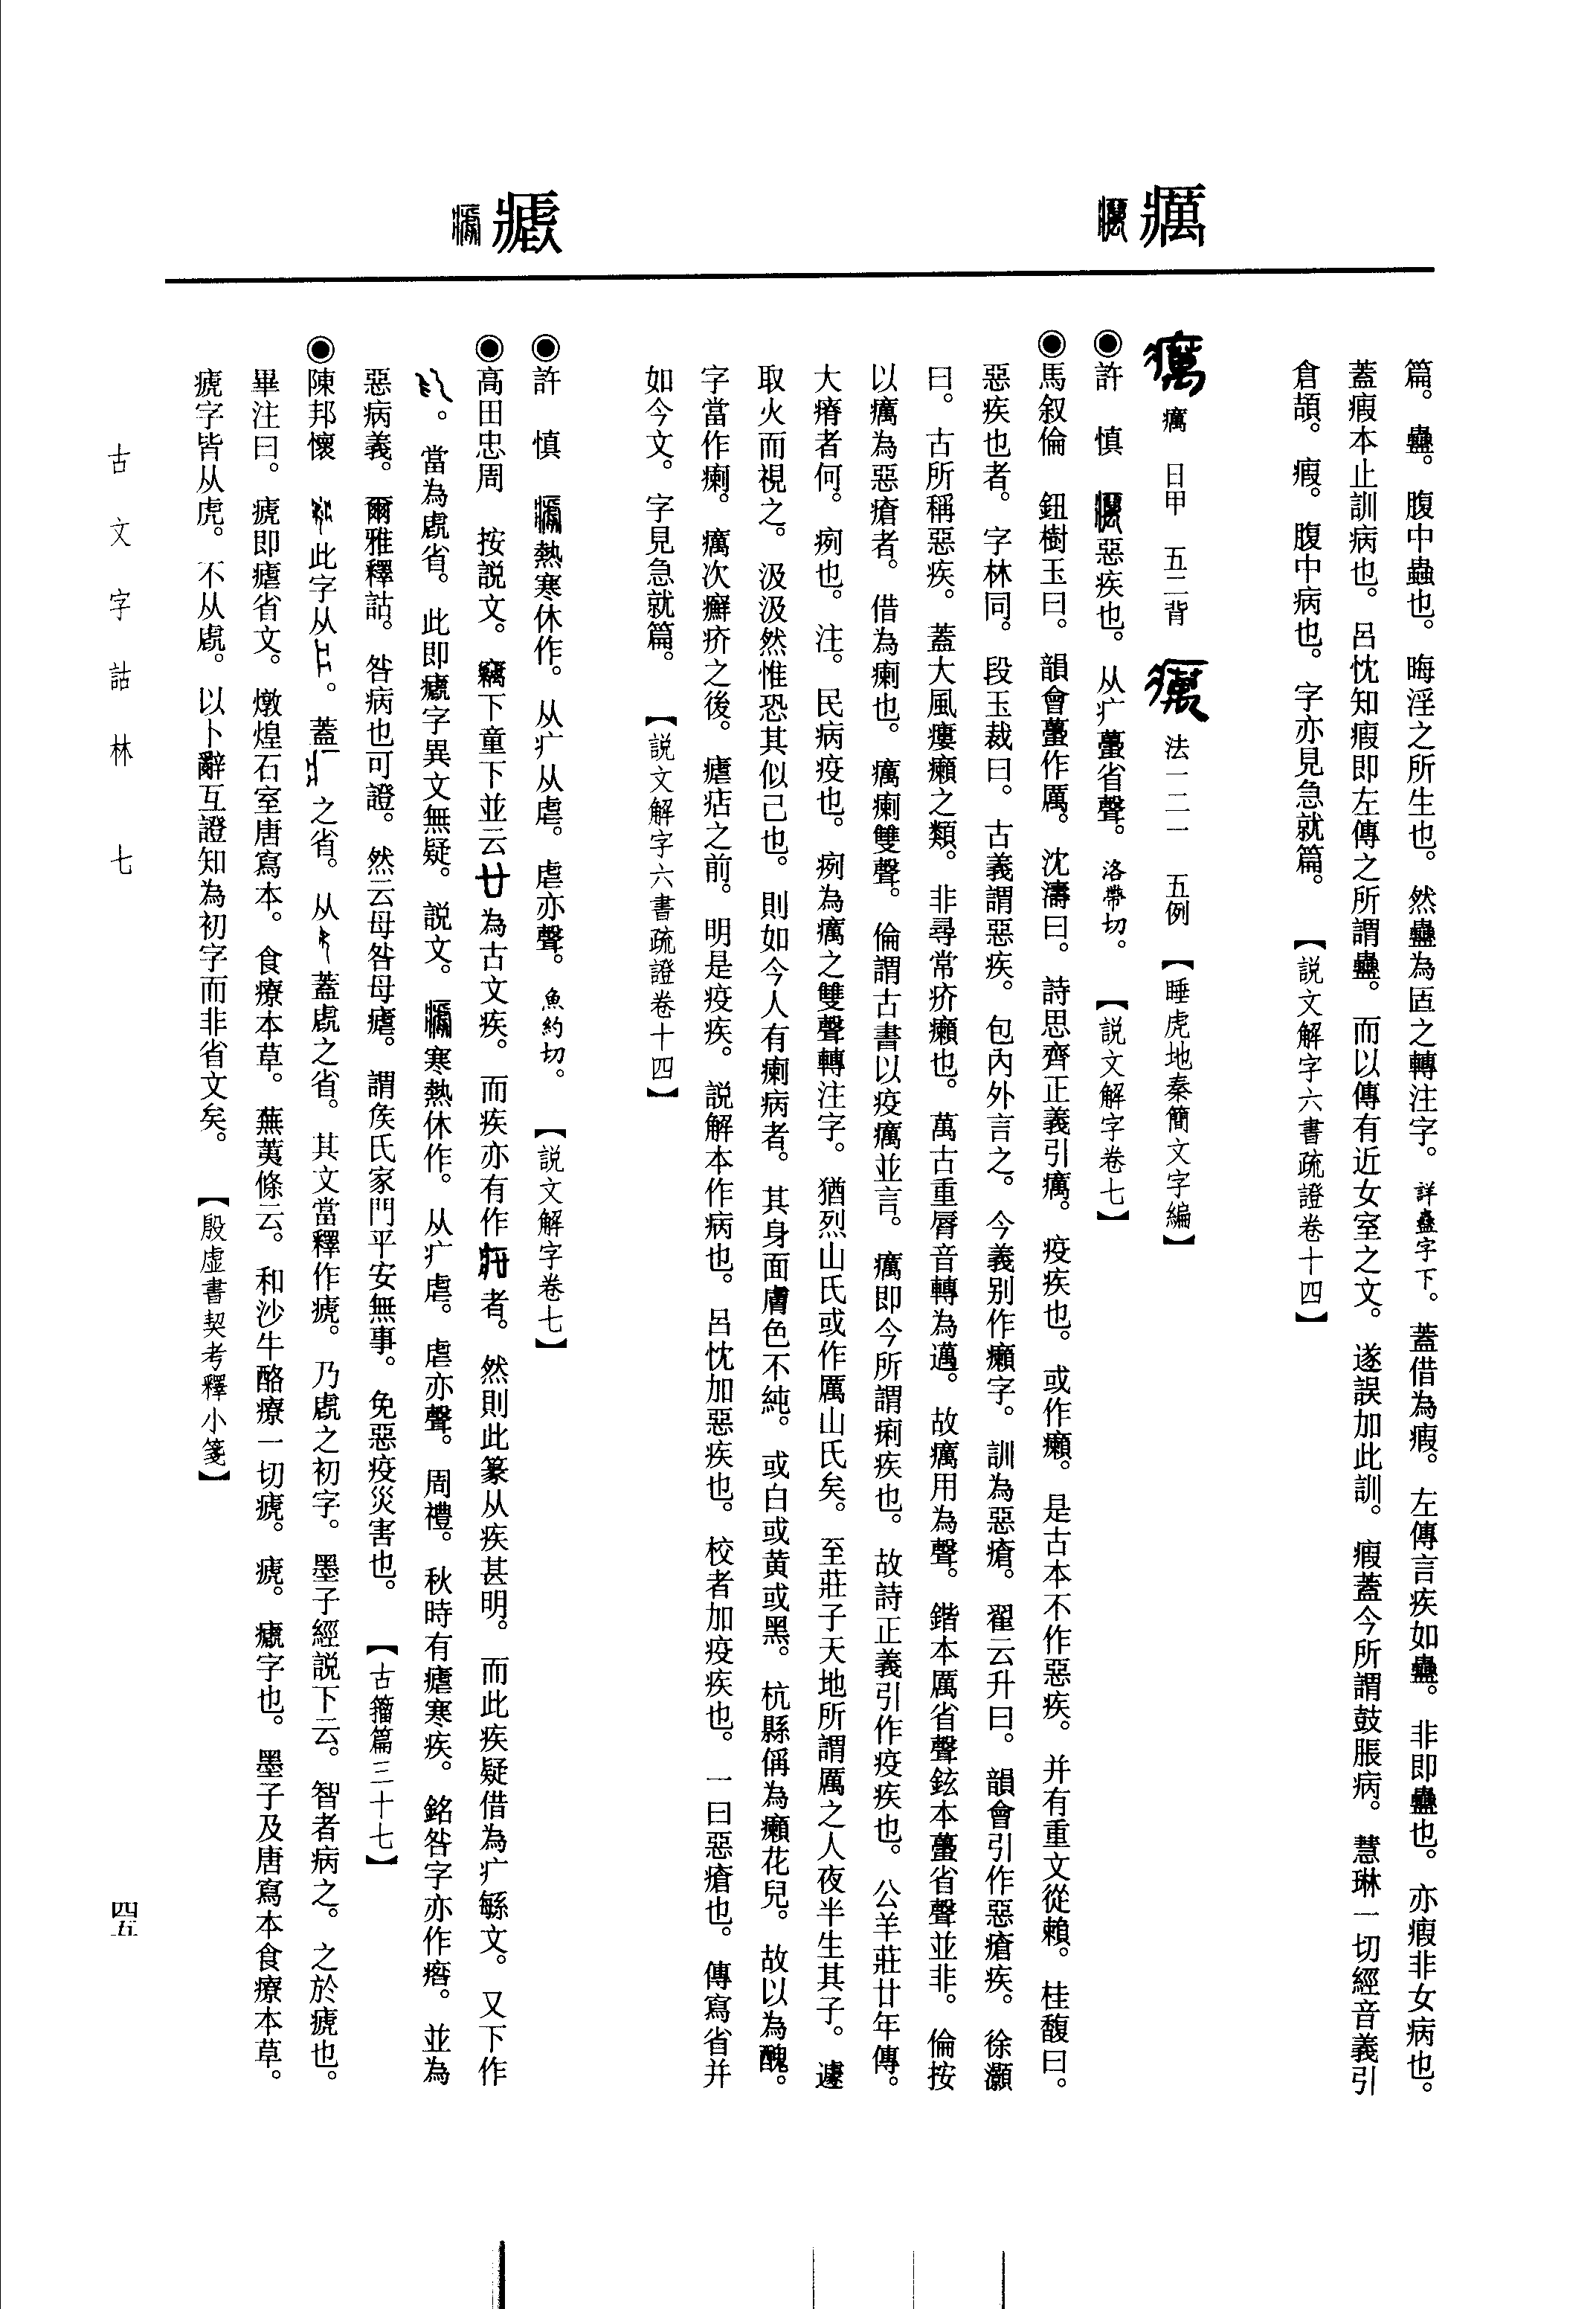 癘
篇。蠱。腹中蟲也。晦淫之所生也。然蠱為匶之轉注字。詳蠱字下。蓋借為瘕。左傳言疾如蠱。非即蠱也。亦瘕非女病也。
蓋瘕本止訓病也。呂忱知瘕即左傳之所謂蠱。而以傳有近女室之文。遂誤加此訓。瘕蓋今所謂鼓脹病。慧琳一切經音義引
倉頡。瘕。腹中病也。字亦見急就篇。【説文解字六書疏證卷十四】
癘 日甲 五二背 法一二一 五例 【睡虎地秦簡文字編】
◉許 慎 惡疾也。从疒蠆省聲。洛帶切。【説文解字卷七】
◉馬叙倫 鈕樹玉曰。韻會蠆作厲。沈濤曰。詩思齊正義引癘。疫疾也。或作癩。是古本不作惡疾。并有重文從賴。桂馥曰。
惡疾也者。字林同。段玉裁曰。古義謂惡疾。包內外言之。今義别作癩字。訓為惡瘡。翟云升曰。韻會引作惡瘡疾。徐灝
曰。古所稱惡疾。蓋大風瘻癩之類。非尋常疥癩也。萬古重脣音轉為邁。故癘用為聲。鍇本厲省聲鉉本蠆省聲並非。倫按
以癘為惡瘡者。借為瘌也。癘瘌雙聲。倫謂古書以疫癘並言。癘即今所謂痢疾也。故詩正義引作疫疾也。公羊莊廿年傳。
大瘠者何。㾐也。注。民病疫也。㾐為癘之雙聲轉注字。猶烈山氏或作厲山氏矣。至莊子天地所謂厲之人夜半生其子。遽
取火而視之。汲汲然惟恐其似己也。則如今人有瘌病者。其身面膚色不純。或白或黄或黑。杭縣偁為癩花兒。故以為醜。
字當作瘌。癘次癬疥之後。瘧痁之前。明是疫疾。説解本作病也。呂忱加惡疾也。校者加疫疾也。一曰惡瘡也。傳寫省并
如今文。字見急就篇。【説文解字六書疏證卷十四】
瘧
◉許 慎 熱寒休作。从疒从虐。虐亦聲。魚約切。【説文解字卷七】
◉高田忠周 按説文。竊下童下並云廿為古文疾。而疾亦有作者。然則此篆从疾甚明。而此疾疑借為疒緐文。又下作
。當為虐省。此即瘧字異文無疑。説文。寒熱休作。从疒虐。虐亦聲。周禮。秋時有瘧寒疾。銘咎字亦作㿂。並為
惡病義。爾雅釋詁。咎病也可證。然云母咎母瘧。謂矦氏家門平安無事。免惡疫災害也。【古籀篇三十七】
◉陳邦懷 此字从。蓋之省。从蓋虐之省。其文當釋作㾌。乃虐之初字。墨子經説下云。智者病之。之於㾌也。
畢注曰。㾌即瘧省文。燉煌石室唐寫本。食療本草。蕪荑條云。和沙牛酪療一切㾌。㾌。瘧字也。墨子及唐寫本食療本草。
㾌字皆从虎。不从虐。以卜辭互證知為初字而非省文矣。【殷虛書契考釋小箋】
古文字詁林 七
四五